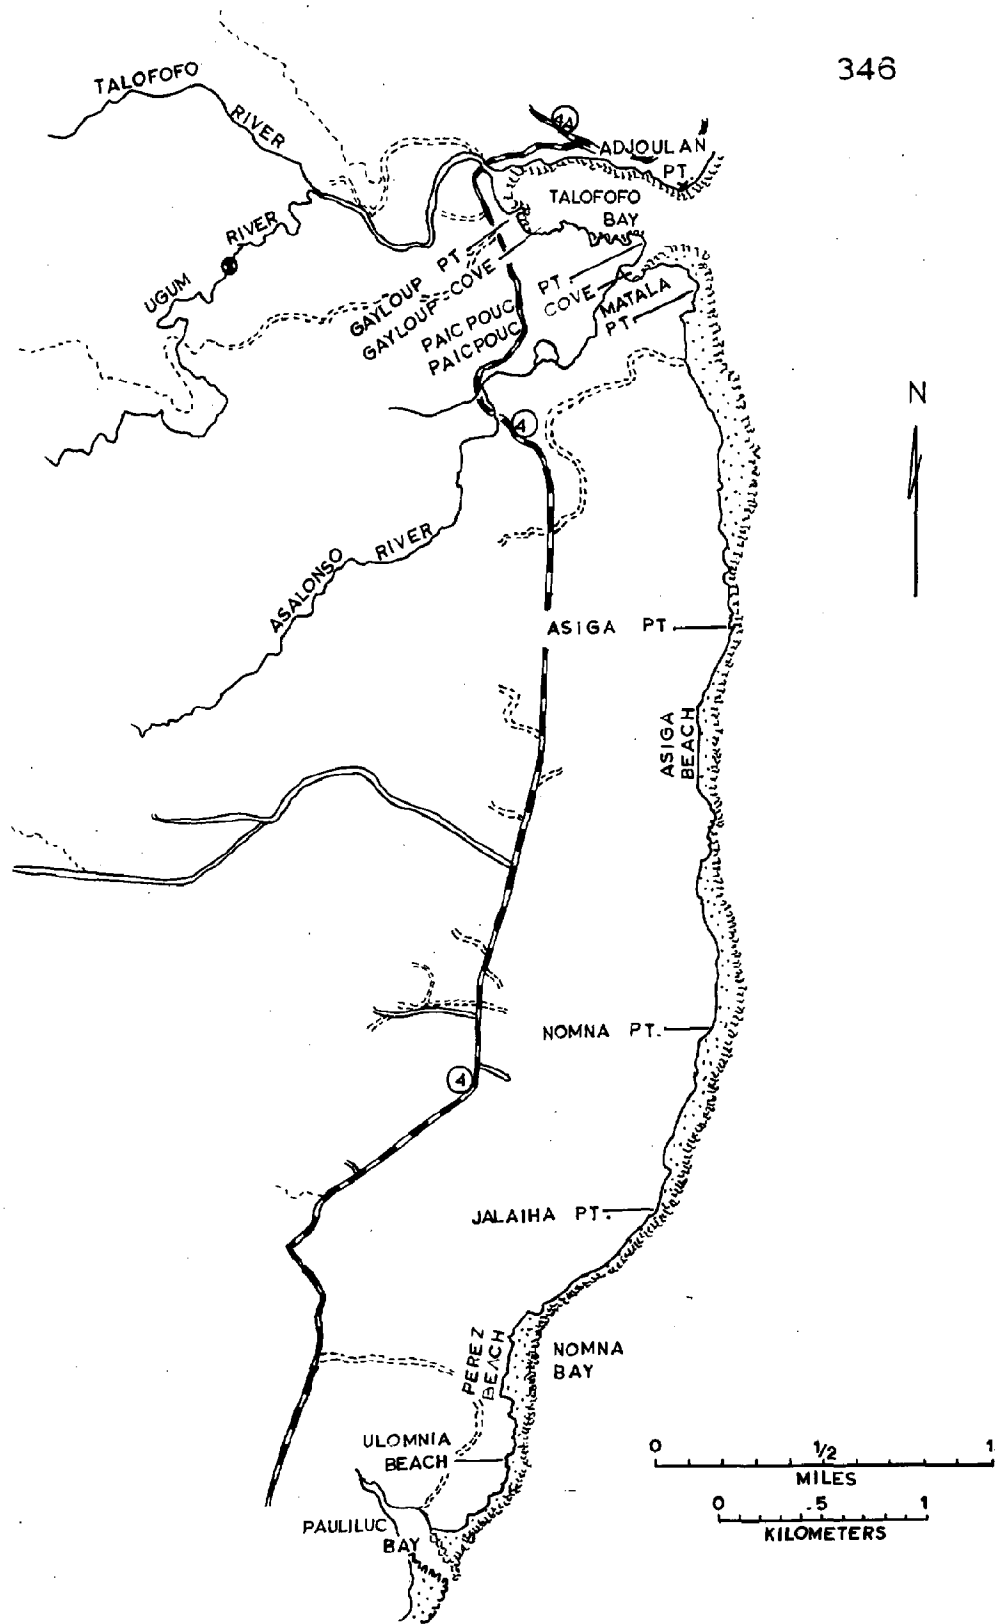 346
TALOFOFO
RIVER
4A
ADJOULAN
PT.
TALOFOFO
BAY
UGUM
RIVER
GAYLOUP PT
GAYLOUP COVE
PAIC POUC PT.
PAICPOUC COVE
MATALA
PT.
N
4
ASALONSO RIVER
ASIGA PT.
ASIGA
BEACH
NOMNA PT.
4
JALAIHA PT.
NOMNA
BAY
PEREZ
BEACH
ULOMNIA
BEACH
PAULILUC
BAY
0 1/2 1
MILES
0 .5 1
KILOMETERS